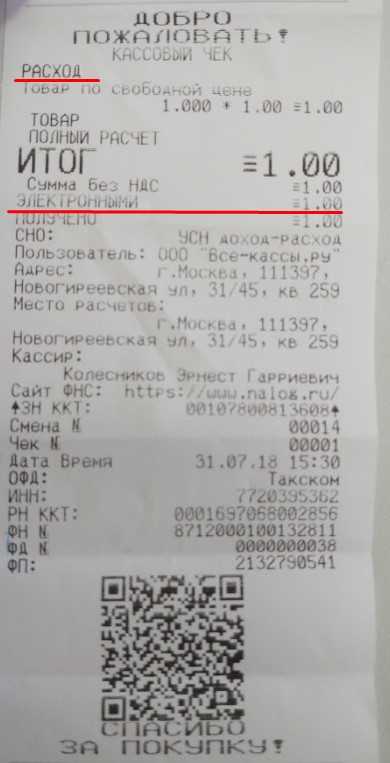 ДОБРО
ПОЖАЛОВАТЬ!
КАССОВЫЙ ЧЕК
РАСХОД
Товар по свободной цене
1.000 * 1.00 ≡1.00
ТОВАР
ПОЛНЫЙ РАСЧЕТ
ИТОГ ≡1.00
Сумма без НДС ≡1.00
ЭЛЕКТРОННЫМИ ≡1.00
ПОЛУЧЕНО ≡1.00
СНО: УСН доход-расход
Пользователь: ООО "Все-кассы.ру"
Адрес: г.Москва, 111397,
Новогиреевская ул, 31/45, кв 259
Место расчетов:
г.Москва, 111397,
Новогиреевская ул, 31/45, кв 259
Кассир:
Колесников Эрнест Гарриевич
Сайт ФНС: https://www.nalog.ru/
↑ЗН ККТ: 00107800813608↑
Смена № 00014
Чек № 00001
Дата Время 31.07.18 15:30
ОФД: Такском
ИНН: 7720395362
РН ККТ: 0001697068002856
ФН № 8712000100132811
ФД № 0000000038
ФП: 2132790541
СПАСИБО
ЗА ПОКУПКУ!